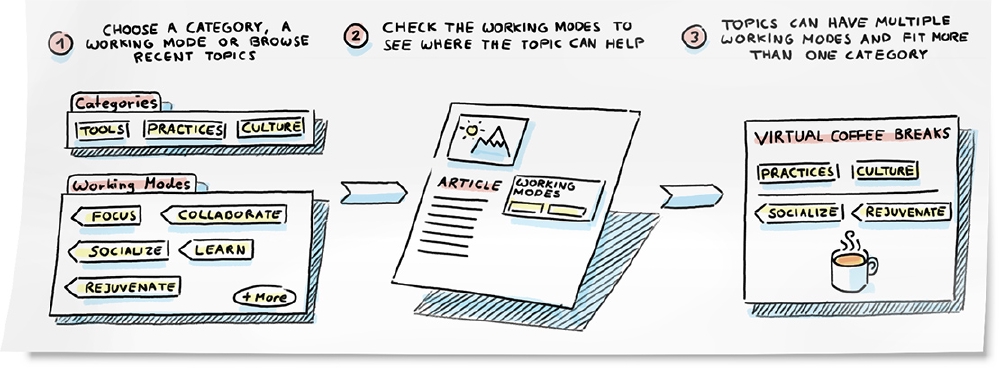 1 CHOOSE A CATEGORY, A
WORKING MODE OR BROWSE
RECENT TOPICS
Categories
TOOLS PRACTICES CULTURE
Working Modes
FOCUS COLLABORATE
SOCIALIZE LEARN
REJUVENATE
+ More
2 CHECK THE WORKING MODES TO
SEE WHERE THE TOPIC CAN HELP
ARTICLE
WORKING
MODES
3 TOPICS CAN HAVE MULTIPLE
WORKING MODES AND FIT MORE
THAN ONE CATEGORY
VIRTUAL COFFEE BREAKS
PRACTICES CULTURE
SOCIALIZE REJUVENATE